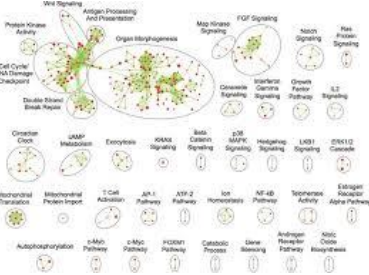 Wnt Signaling
Antigen Processing
And Presentation
Protein Kinase
Activity
Organ Morphogenesis
Map Kinase
Signaling
FGF Signaling
Notch
Signaling
Ras
Protein
Signaling
Cell Cycle/
DNA Damage
Checkpoint
Double Strand
Break Repair
Signaling
Interferon
Gamma
Signaling
Growth
Factor
Pathway
IL2
Signaling
Circadian
Clock
cAMP
Metabolism
Exocytosis
Signaling
Beta
Catenin
Signaling
p38
MAPK
Signaling
Hedgehog
Signaling
LKB1
Signaling
ERK1/2
Cascade
Mitochondrial
Translation
Mitochondrial
Protein Import
T Cell
Activation
AP-1
Pathway
ATF-2
Pathway
Ion
Homeostasis
NF-kB
Pathway
Telomerase
Activity
Estrogen
Receptor
Alpha Pathway
Autophosphorylation
c-Myb
Pathway
c-Myc
Pathway
FOXM1
Pathway
Catabolic
Process
Gene
Silencing
Androgen
Receptor
Pathway
Nitric
Oxide
Biosynthesis